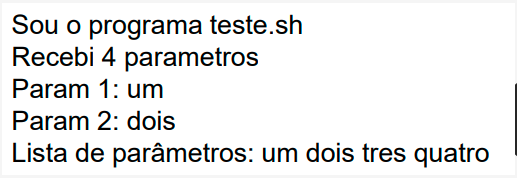 Sou o programa teste.sh
Recebi 4 parametros
Param 1: um
Param 2: dois
Lista de parâmetros: um dois tres quatro